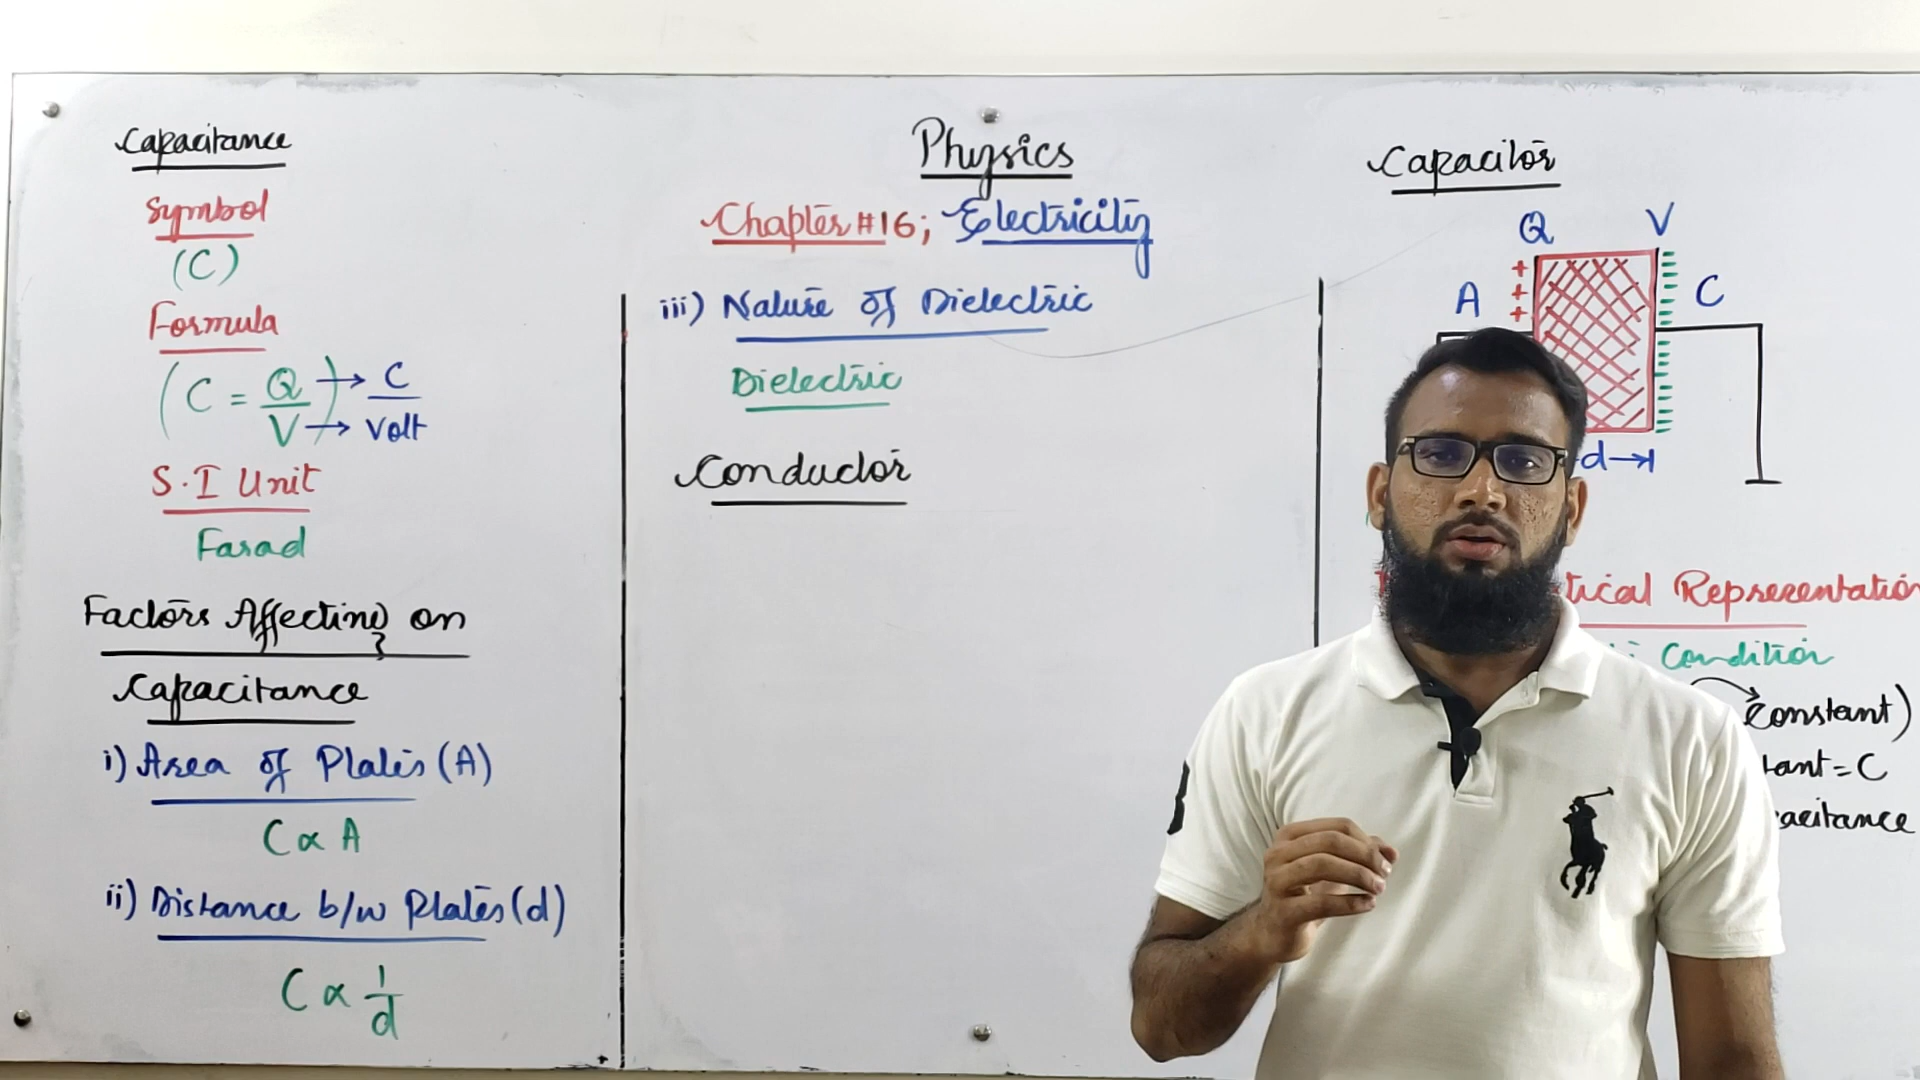 Capacitance
Symbol
(C)
Formula
(C = Q/V) → C
→ Volt
S.I Unit
Farad
Factors Affecting on
Capacitance
i) Area of Plates (A)
C ∝ A
ii) Distance b/w Plates (d)
C ∝ 1/d
Physics
Chapter #16; Electricity
iii) Nature of Dielectric
Dielectric
Conductor
Capacitor
Q V
A +++ C
d→
Representation
Condition
constant)
= C